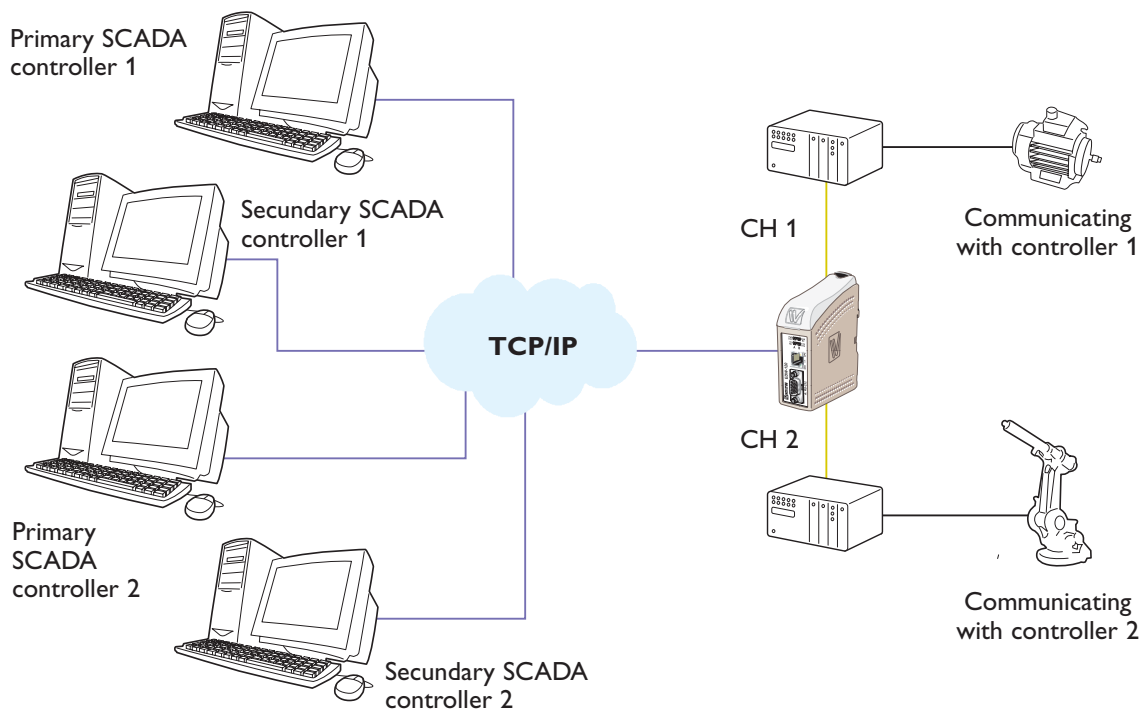 Primary SCADA
controller 1
Secundary SCADA
controller 1
Primary
SCADA
controller 2
Secundary SCADA
controller 2
TCP/IP
CH 1
CH 2
Communicating
with controller 1
Communicating
with controller 2